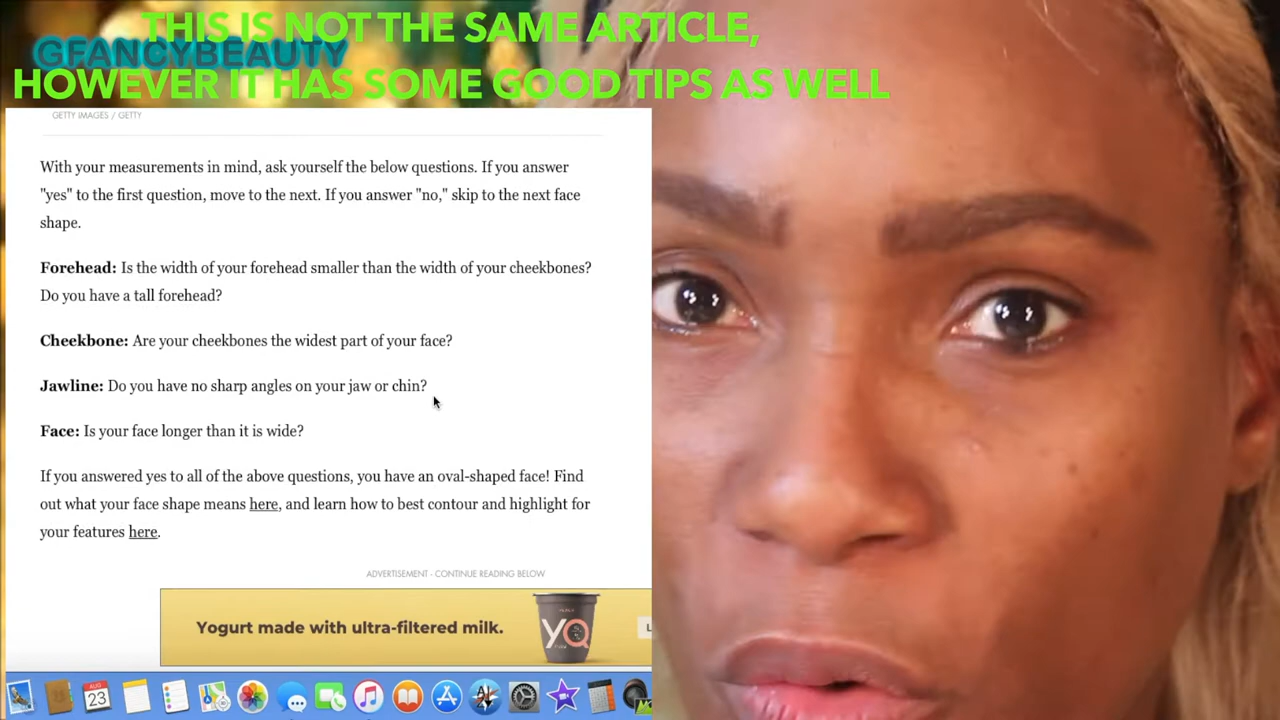 THIS IS NOT THE SAME ARTICLE,
GFANCYBEAUTY
HOWEVER IT HAS SOME GOOD TIPS AS WELL
GETTY IMAGES / GETTY
With your measurements in mind, ask yourself the below questions. If you answer
"yes" to the first question, move to the next. If you answer "no," skip to the next face
shape.
Forehead: Is the width of your forehead smaller than the width of your cheekbones?
Do you have a tall forehead?
Cheekbone: Are your cheekbones the widest part of your face?
Jawline: Do you have no sharp angles on your jaw or chin?
Face: Is your face longer than it is wide?
If you answered yes to all of the above questions, you have an oval-shaped face! Find
out what your face shape means here, and learn how to best contour and highlight for
your features here.
ADVERTISEMENT - CONTINUE READING BELOW
Yogurt made with ultra-filtered milk.
YQ
L
AUG
23